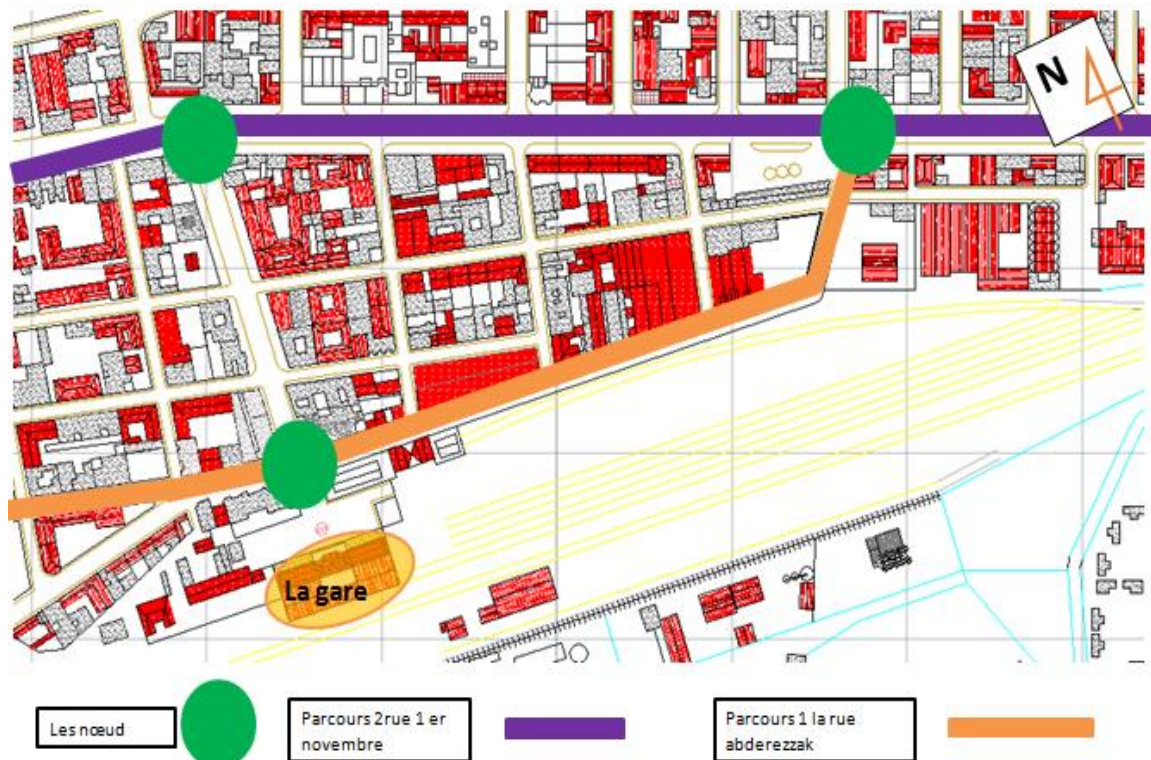 N
La gare
Les nœud
Parcours 2rue 1 er
novembre
Parcours 1 la rue
abderezzak